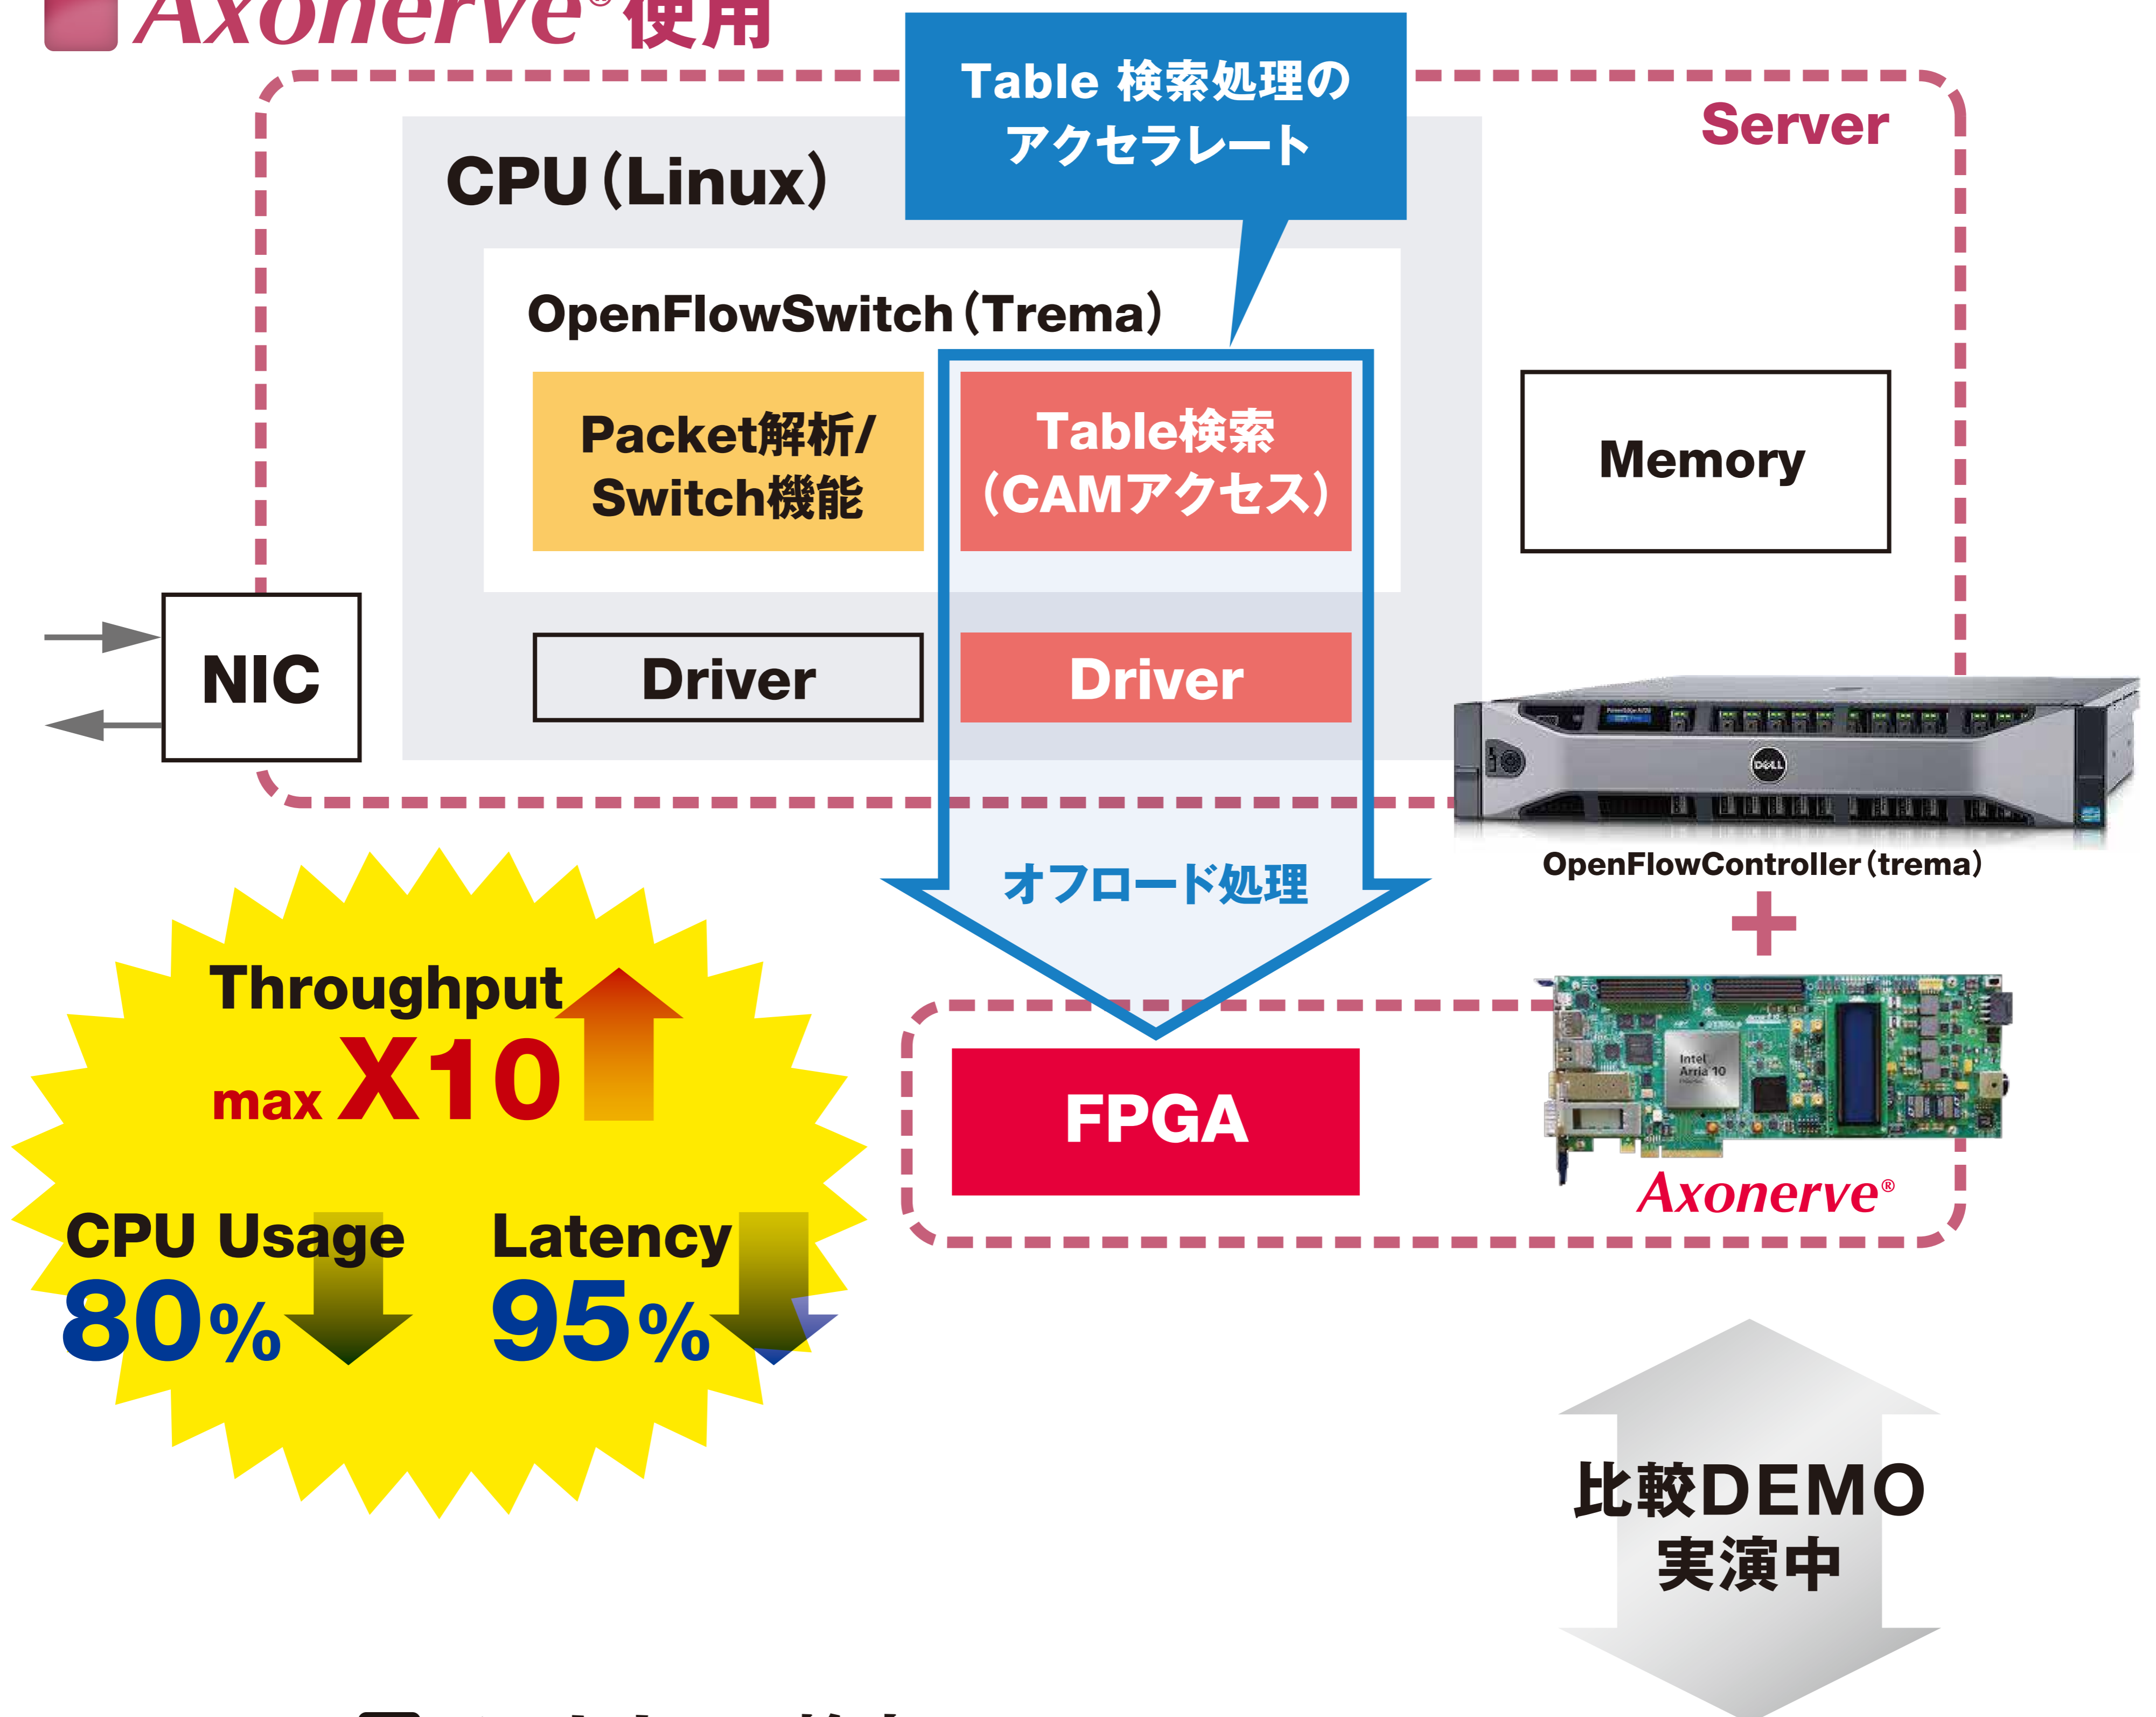 Axonerve®使用
Table 検索処理の
アクセラレート
Server
CPU（Linux）
OpenFlowSwitch（Trema）
Packet解析/
Switch機能
Table検索
（CAMアクセス）
Memory
NIC
Driver
Driver
DELL
OpenFlowController（trema）
オフロード処理
+
Throughput
max X10
CPU Usage
80%
Latency
95%
FPGA
Intel
Arria 10
Axonerve®
比較DEMO
実演中